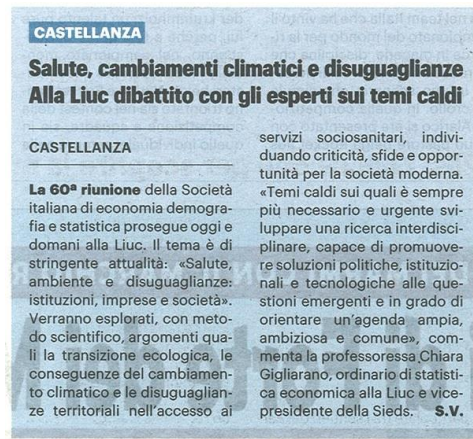 CASTELLANZA
Salute, cambiamenti climatici e disuguaglianze
Alla Liuc dibattito con gli esperti sui temi caldi
CASTELLANZA
La 60ª riunione della Società
italiana di economia demogra-
fia e statistica prosegue oggi e
domani alla Liuc. Il tema è di
stringente attualità: «Salute,
ambiente e disuguaglianze:
istituzioni, imprese e società».
Verranno esplorati, con meto-
do scientifico, argomenti qua-
li la transizione ecologica, le
conseguenze del cambiamen-
to climatico e le disuguaglian-
ze territoriali nell'accesso ai
servizi sociosanitari, indivi-
duando criticità, sfide e oppor-
tunità per la società moderna.
«Temi caldi sui quali è sempre
più necessario e urgente svi-
luppare una ricerca interdisci-
plinare, capace di promuove-
re soluzioni politiche, istituzio-
nali e tecnologiche alle que-
stioni emergenti e in grado di
orientare un'agenda ampia,
ambiziosa e comune», com-
menta la professoressa Chiara
Gigliarano, ordinario di statisti-
ca economica alla Liuc e vice-
presidente della Sieds. S.V.